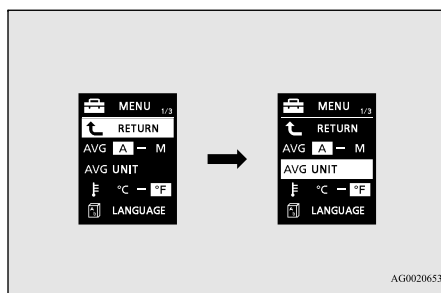 MENU 1/3
RETURN
AVG A – M
AVG UNIT
°C – °F
LANGUAGE
MENU 1/3
RETURN
AVG A – M
AVG UNIT
°C – °F
LANGUAGE
AG0020653